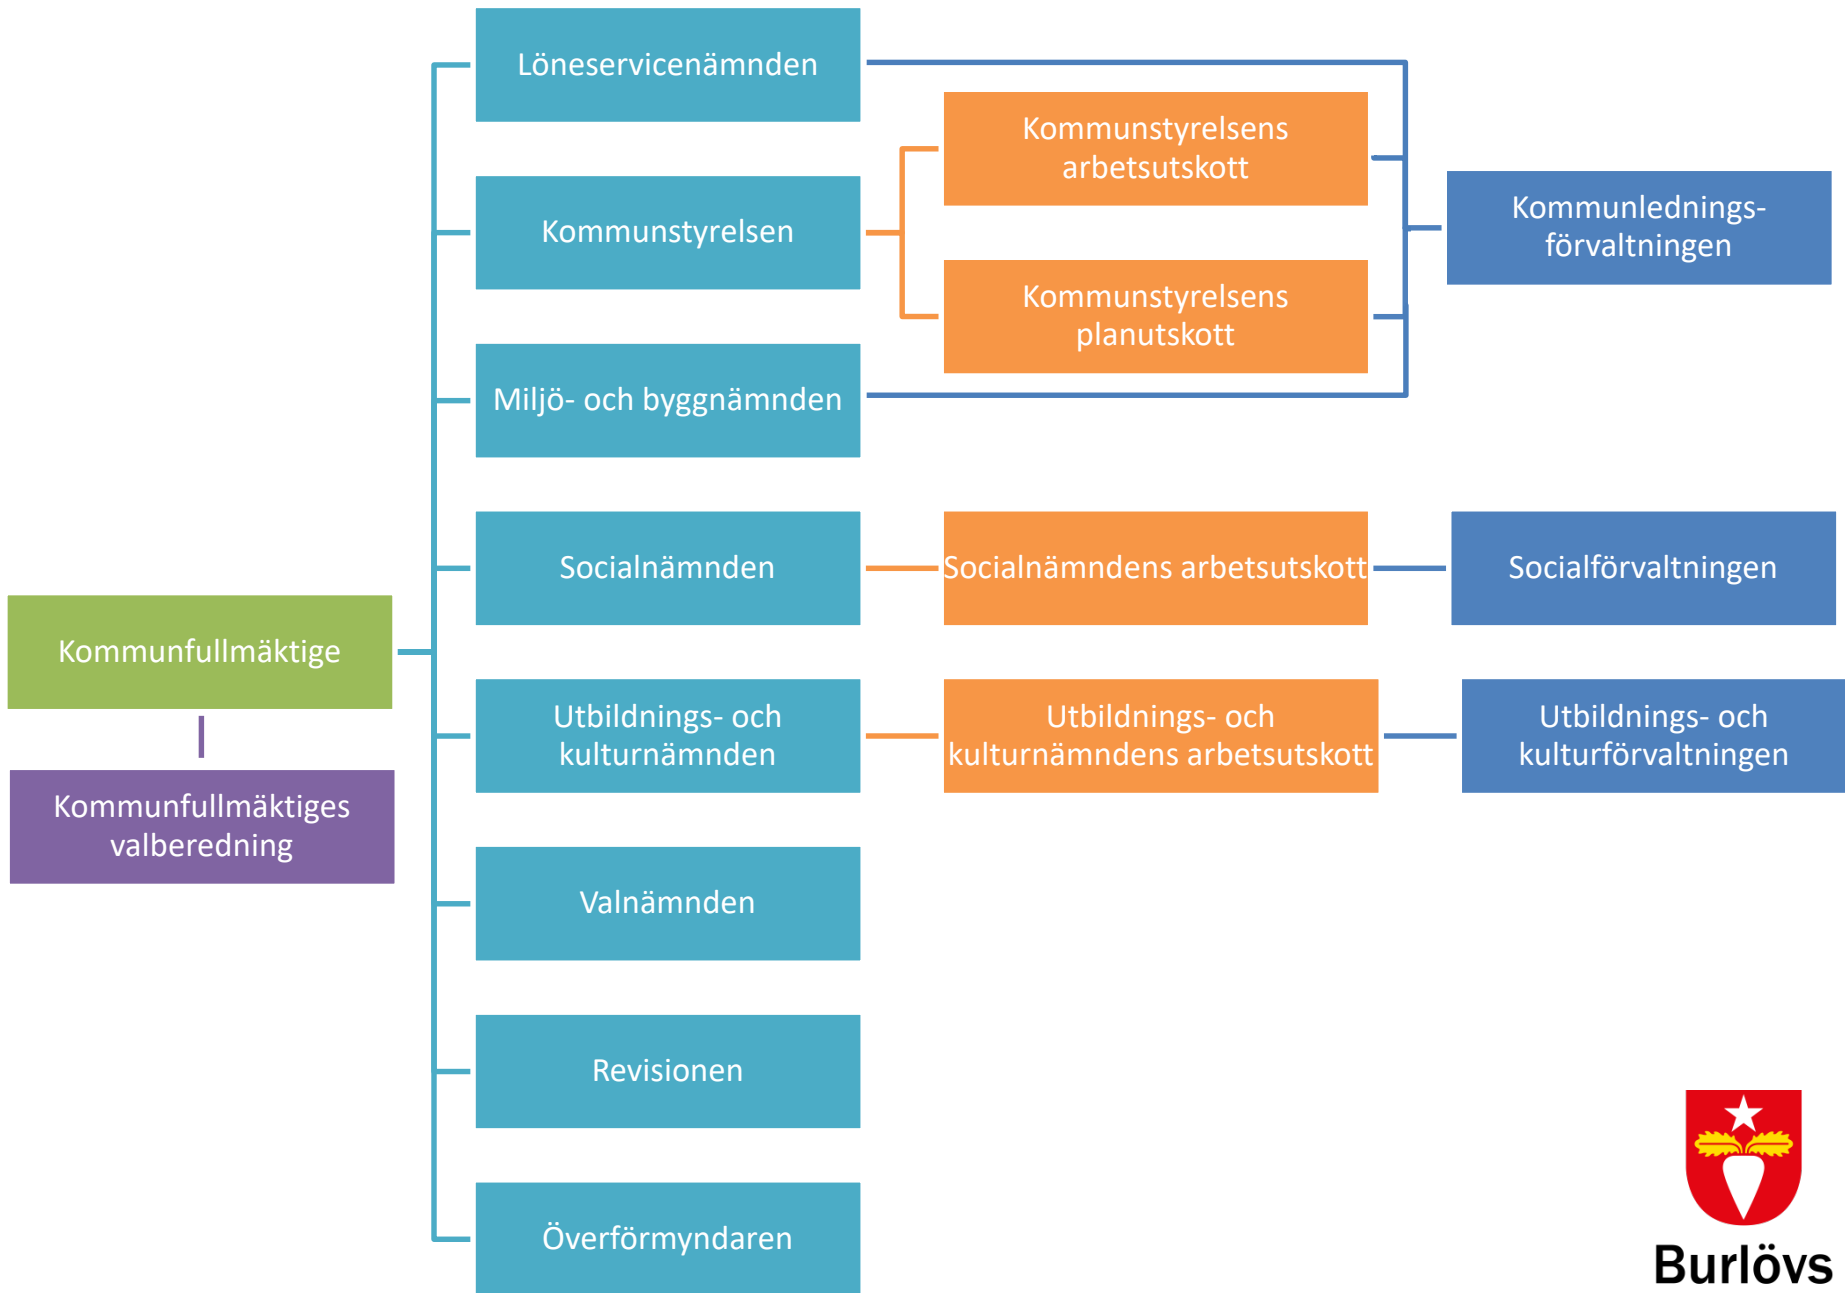 Löneservicenämnden
Kommunstyrelsens
arbetsutskott
Kommunstyrelsen
Kommunlednings-
förvaltningen
Kommunstyrelsens
planutskott
Miljö- och byggnämnden
Socialnämnden
Socialnämndens arbetsutskott
Socialförvaltningen
Kommunfullmäktige
Utbildnings- och
kulturnämnden
Utbildnings- och
kulturnämndens arbetsutskott
Utbildnings- och
kulturförvaltningen
Kommunfullmäktiges
valberedning
Valnämnden
Revisionen
Överförmyndaren
Burlövs